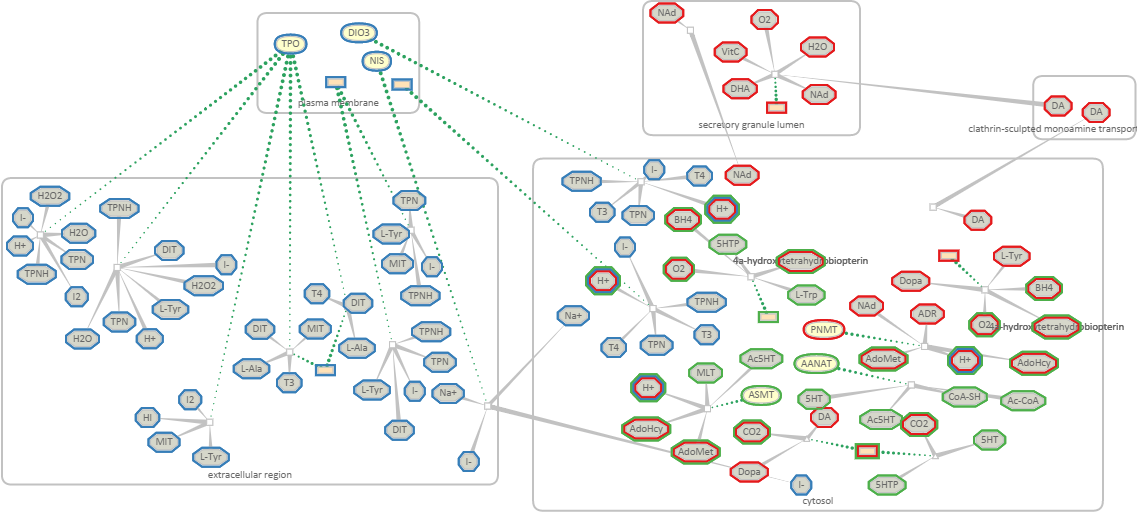 NAd
O2
VitC
H2O
DHA
NAd
secretory granule lumen
TPO
DIO3
NIS
plasma membrane
DA
DA
clathrin-sculpted monoamine transport
H2O2
TPNH
I-
H2O
H+
TPN
TPNH
I2
DIT
I-
H2O2
L-Tyr
TPN
H2O
H+
TPN
L-Tyr
MIT
I-
TPNH
T4
DIT
DIT
MIT
L-Ala
L-Ala
T3
TPNH
TPN
L-Tyr
I-
Na+
DIT
I2
HI
MIT
L-Tyr
I-
extracellular region
I-
TPNH
T4
NAd
T3
TPN
H+
BH4
5HTP
I-
O2
4a-hydroxytetrahydrobiopterin
H+
L-Trp
TPNH
Na+
T4
TPN
T3
DA
L-Tyr
Dopa
BH4
NAd
ADR
O2
4a-hydroxytetrahydrobiopterin
PNMT
AdoMet
H+
AdoHcy
AANAT
Ac5HT
MLT
H+
ASMT
5HT
CoA-SH
Ac-CoA
DA
Ac5HT
AdoHcy
CO2
CO2
AdoMet
5HT
Dopa
I-
5HTP
cytosol